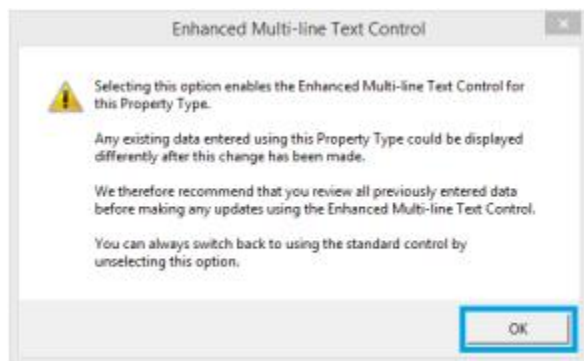 Enhanced Multi-line Text Control
Selecting this option enables the Enhanced Multi-line Text Control for
this Property Type.
Any existing data entered using this Property Type could be displayed
differently after this change has been made.
We therefore recommend that you review all previously entered data
before making any updates using the Enhanced Multi-line Text Control.
You can always switch back to using the standard control by
unselecting this option.
OK